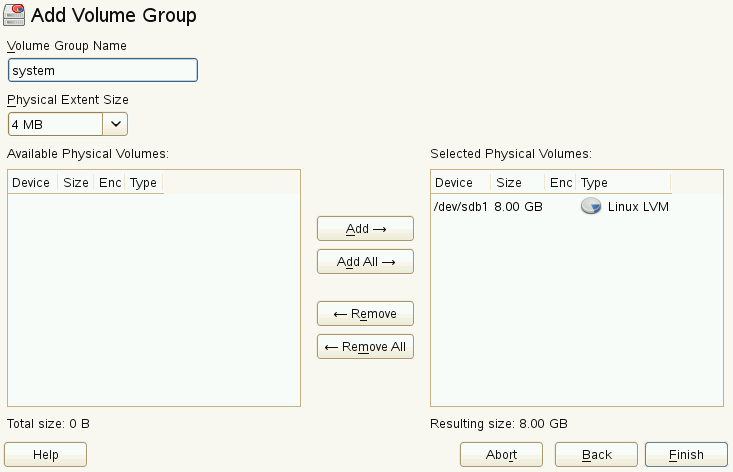 Add Volume Group
Volume Group Name
system
Physical Extent Size
4 MB
Available Physical Volumes:
Device Size Enc Type
Add →
Add All →
← Remove
← Remove All
Selected Physical Volumes:
Device Size Enc Type
/dev/sdb1 8.00 GB Linux LVM
Total size: 0 B
Resulting size: 8.00 GB
Help
Abort
Back
Finish